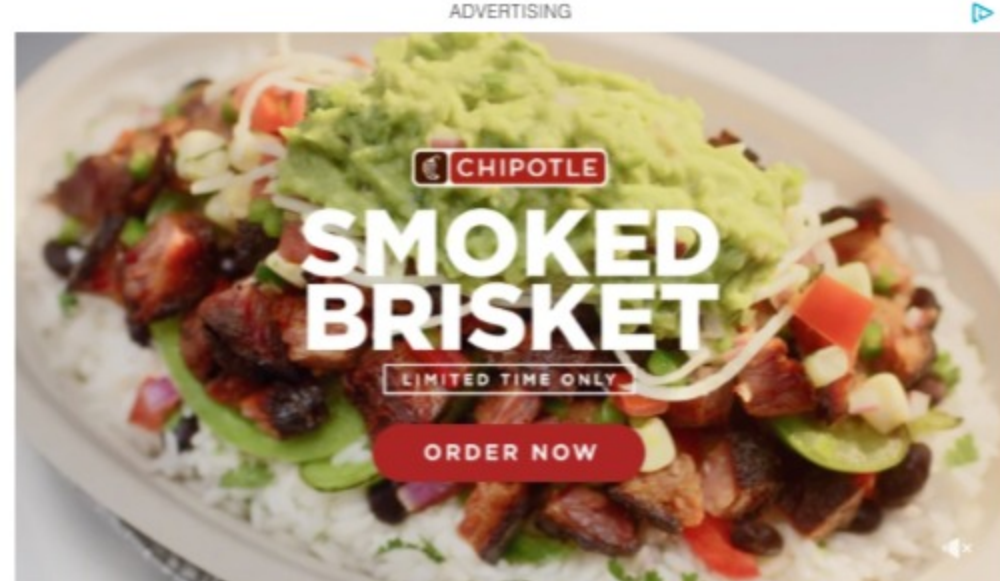 ADVERTISING
CHIPOTLE
SMOKED
BRISKET
LIMITED TIME ONLY
ORDER NOW